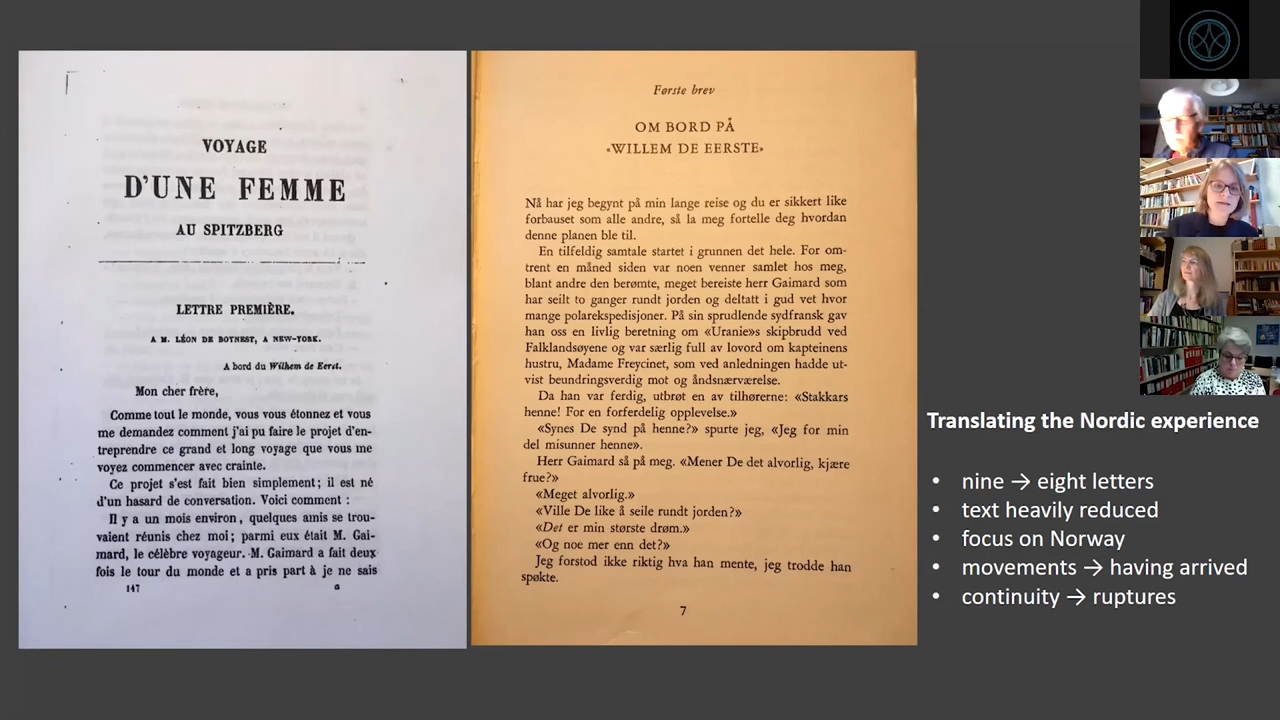 VOYAGE
D'UNE FEMME
AU SPITZBERG
LETTRE PREMIÈRE.
A M. LÉON DE BOYNEST, A NEW-YORK.
A bord du Wilhem de Eerst.
Mon cher frère,
Comme tout le monde, vous vous étonnez et vous
me demandez comment j'ai pu faire le projet d'en-
treprendre ce grand et long voyage que vous me
voyez commencer avec crainte.
Ce projet s'est fait bien simplement; il est né
d'un hasard de conversation. Voici comment :
Il y a un mois environ, quelques amis se trou-
vaient réunis chez moi; parmi eux était M. Gai-
mard, le célèbre voyageur. M. Gaimard a fait deux
fois le tour du monde et a pris part à je ne sais
147
G
Første brev
OM BORD PÅ
«WILLEM DE EERSTE»
Nå har jeg begynt på min lange reise og du er sikkert like
forbauset som alle andre, så la meg fortelle deg hvordan
denne planen ble til.
En tilfeldig samtale startet i grunnen det hele. For om-
trent en måned siden var noen venner samlet hos meg,
blant andre den berømte, meget bereiste herr Gaimard som
har seilt to ganger rundt jorden og deltatt i gud vet hvor
mange polarekspedisjoner. På sin sprudlende sydfransk gav
han oss en livlig beretning om «Uranie»s skipbrudd ved
Falklandsøyene og var særlig full av lovord om kapteinens
hustru, Madame Freycinet, som ved anledningen hadde ut-
vist beundringsverdig mot og åndsnærværelse.
Da han var ferdig, utbrøt en av tilhørerne: «Stakkars
henne! For en forferdelig opplevelse.»
«Synes De synd på henne?» spurte jeg, «Jeg for min
del misunner henne».
Herr Gaimard så på meg. «Mener De det alvorlig, kjære
frue?»
«Meget alvorlig.»
«Ville De like å seile rundt jorden?»
«Det er min største drøm.»
«Og noe mer enn det?»
Jeg forstod ikke riktig hva han mente, jeg trodde han
spøkte.
7
Translating the Nordic experience
• nine → eight letters
• text heavily reduced
• focus on Norway
• movements → having arrived
• continuity → ruptures